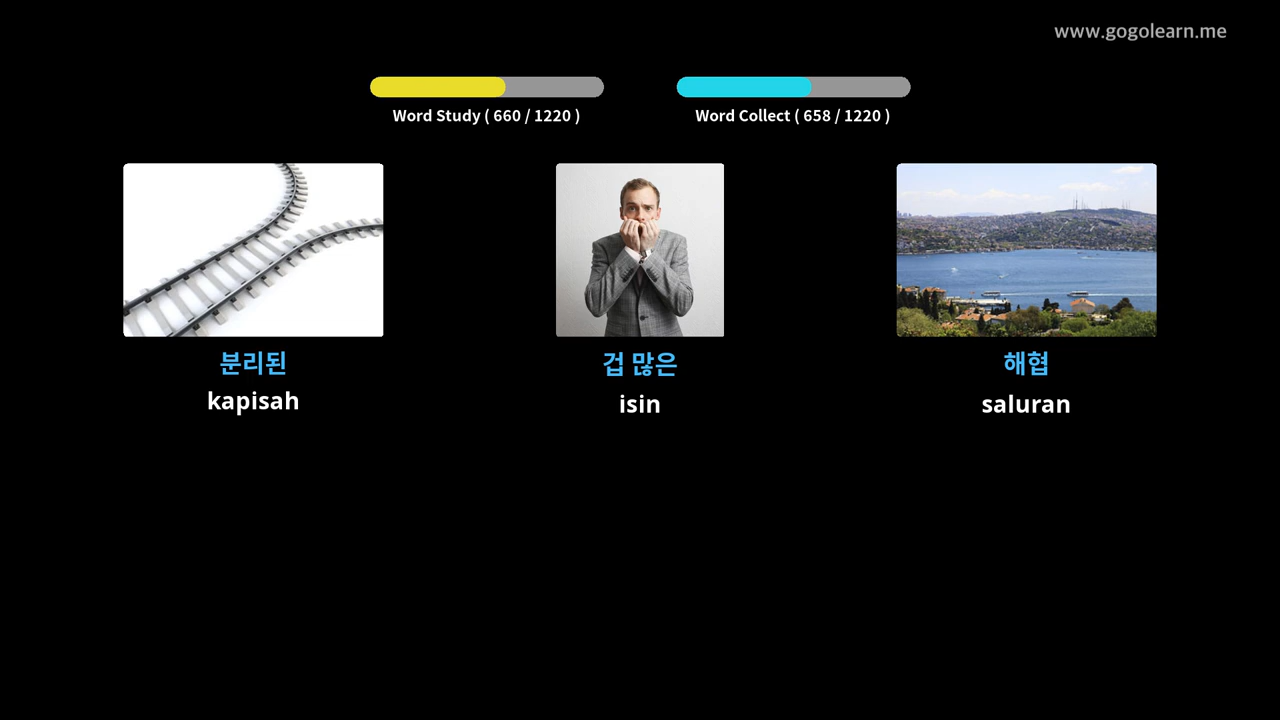 www.gogolearn.me
Word Study ( 660 / 1220 )
Word Collect ( 658 / 1220 )
분리된
kapisah
겁 많은
isin
해협
saluran